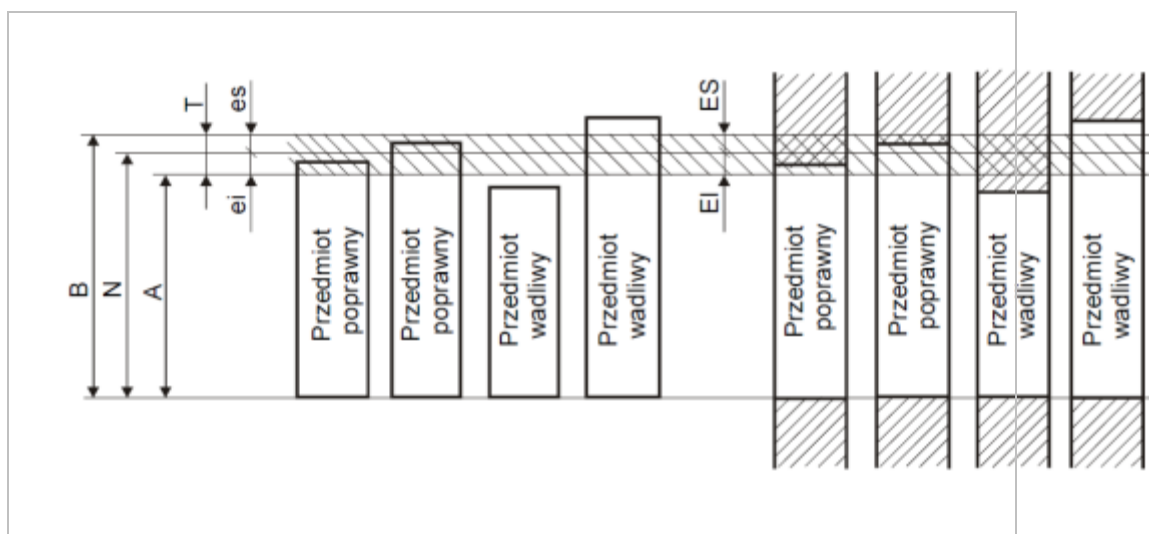 T
es
ES
ei
EI
B
N
A
Przedmiot
poprawny
Przedmiot
poprawny
Przedmiot
wadliwy
Przedmiot
wadliwy
Przedmiot
poprawny
Przedmiot
poprawny
Przedmiot
wadliwy
Przedmiot
wadliwy